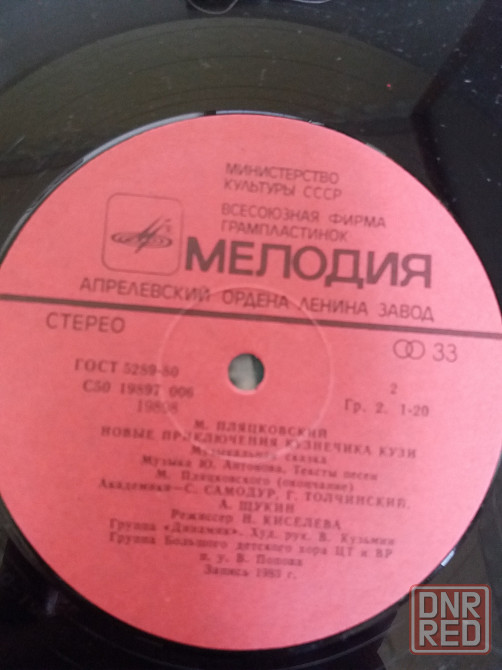 МИНИСТЕРСТВО
КУЛЬТУРЫ СССР
ВСЕСОЮЗНАЯ ФИРМА
ГРАМПЛАСТИНОК
МЕЛОДИЯ
АПРЕЛЕВСКИЙ ОРДЕНА ЛЕНИНА ЗАВОД
СТЕРЕО
33
ГОСТ 5289-80
С50 19897 006
19898
2
Гр. 2. 1-20
М. ПЛЯЦКОВСКИЙ
НОВЫЕ ПРИКЛЮЧЕНИЯ КУЗНЕЧИКА КУЗИ
Музыкальная сказка
Музыка Ю. Антонова. Тексты песен
М. Пляцковского (окончание)
Академики—С. САМОДУР, Г. ТОЛЧИНСКИЙ,
А. ЩУКИН
Режиссер Н. КИСЕЛЕВА
Группа «Динамик». Худ. рук. В. Кузьмин
Группа Большого детского хора ЦТ и ВР
п. у. В. Попова
Запись 1985 г.
DNR
RED